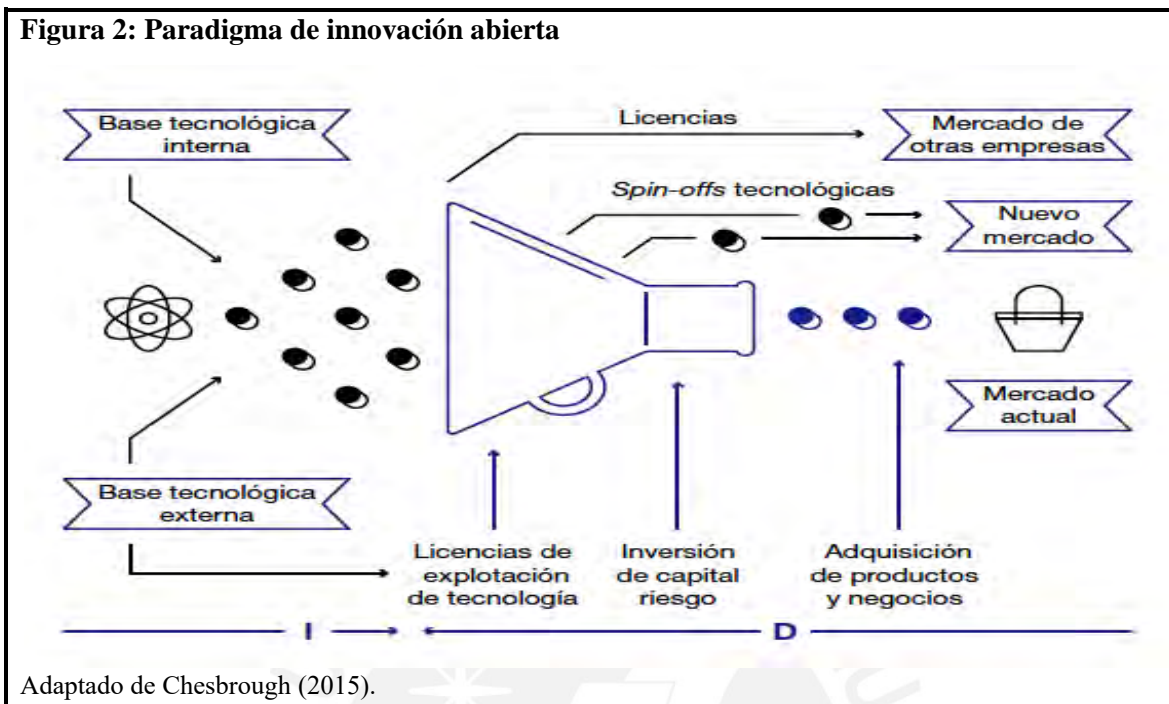 Figura 2: Paradigma de innovación abierta
Base tecnológica
interna
Licencias
Mercado de
otras empresas
Spin-offs tecnológicas
Nuevo
mercado
Mercado
actual
Base tecnológica
externa
Licencias de
explotación
de tecnología
Inversión
de capital
riesgo
Adquisición
de productos
y negocios
I
D
Adaptado de Chesbrough (2015).